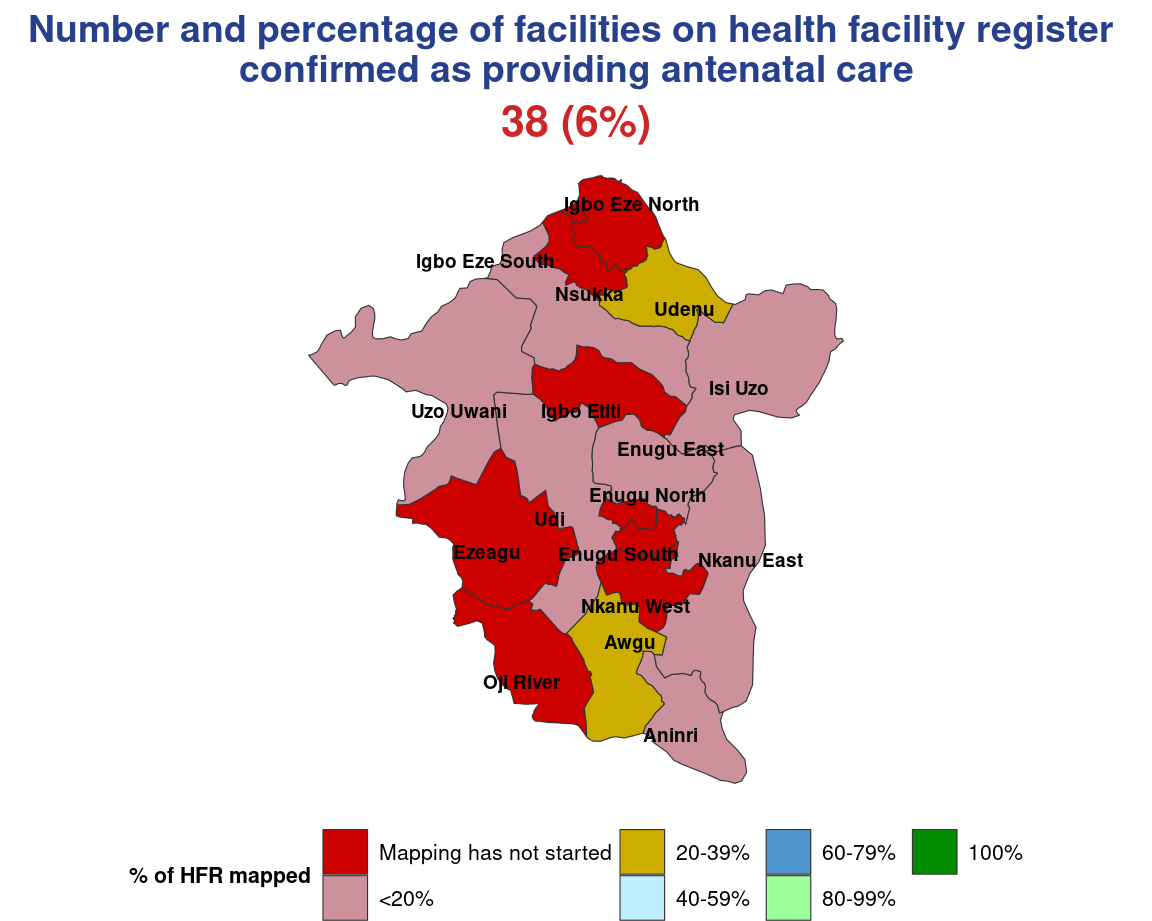 Number and percentage of facilities on health facility register
confirmed as providing antenatal care
38 (6%)
Igbo Eze North
Igbo Eze South
Nsukka
Udenu
Isi Uzo
Uzo Uwani
Igbo Etiti
Enugu East
Enugu North
Udi
Ezeagu
Enugu South
Nkanu East
Nkanu West
Awgu
Oji River
Aninri
% of HFR mapped
Mapping has not started
<20%
20-39%
40-59%
60-79%
80-99%
100%